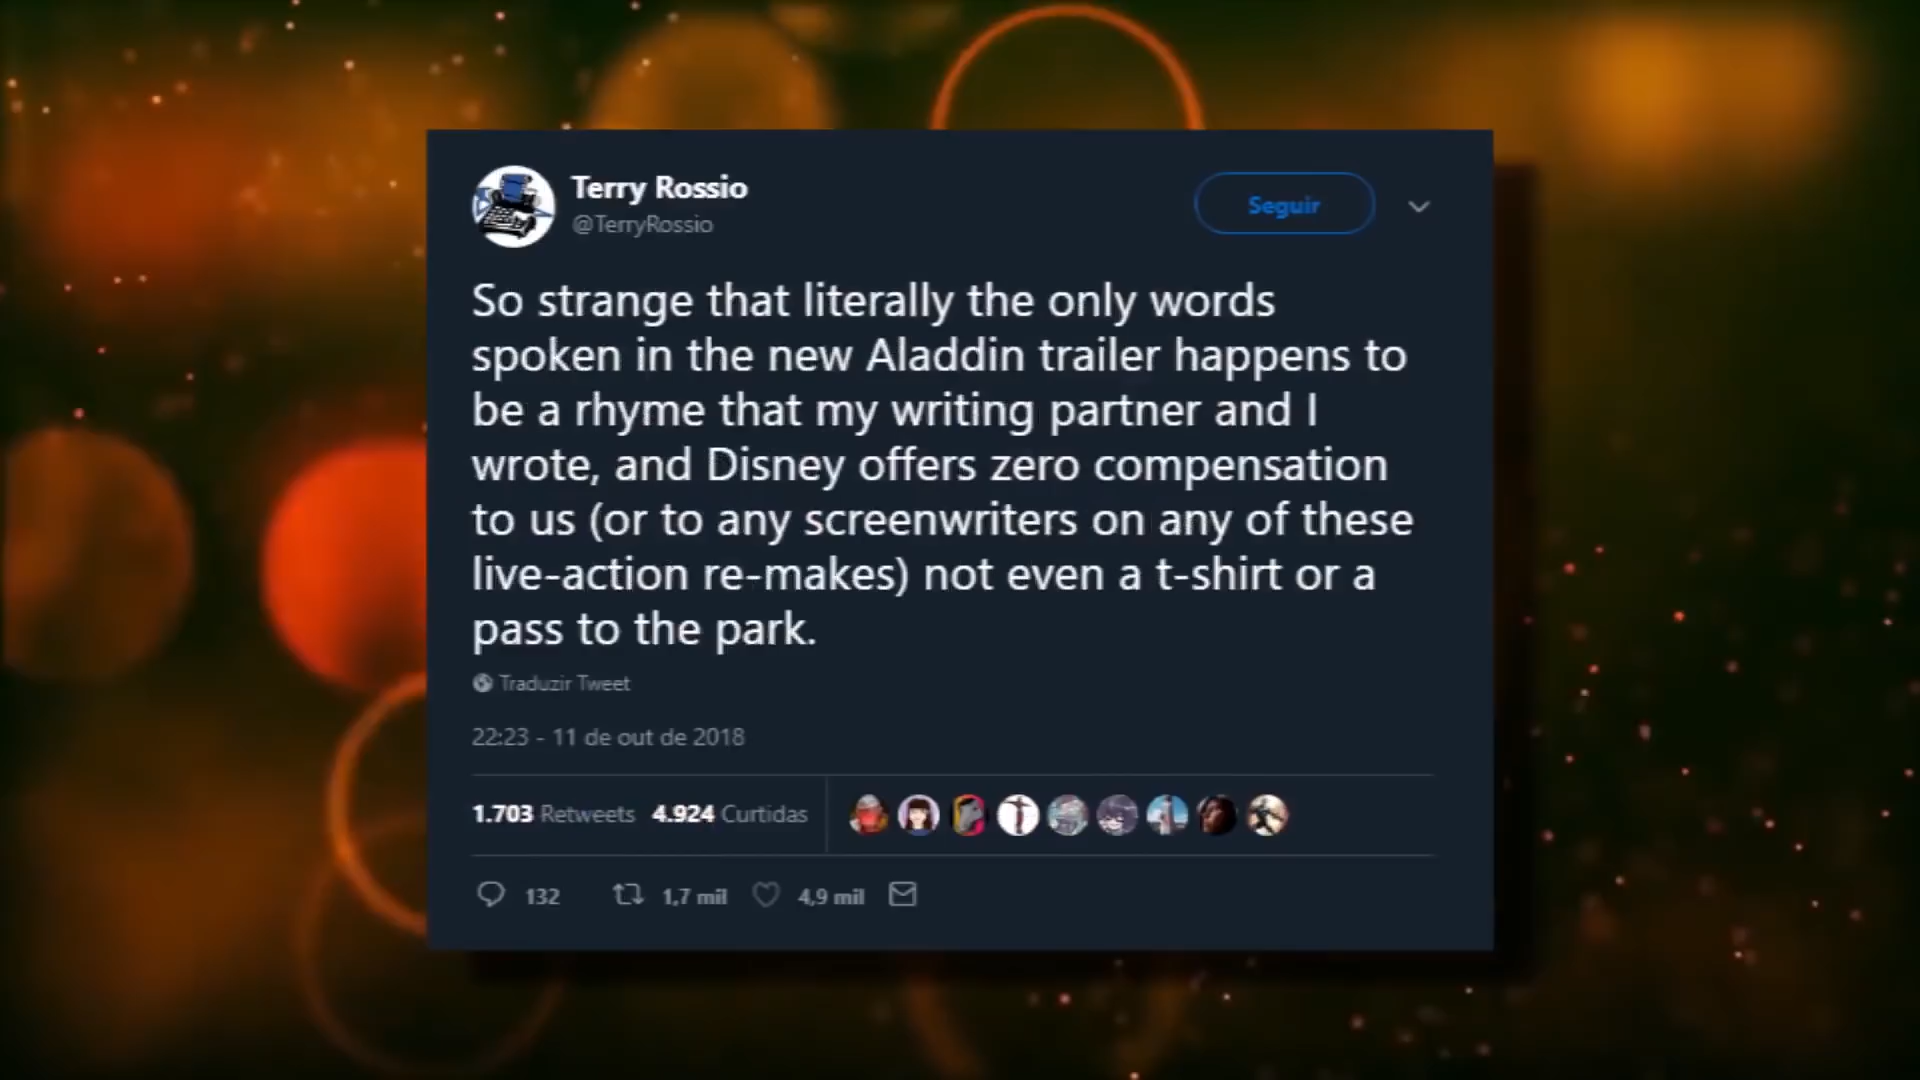 Terry Rossio
@TerryRossio
Seguir
So strange that literally the only words
spoken in the new Aladdin trailer happens to
be a rhyme that my writing partner and I
wrote, and Disney offers zero compensation
to us (or to any screenwriters on any of these
live-action re-makes) not even a t-shirt or a
pass to the park.
Traduzir Tweet
22:23 - 11 de out de 2018
1.703 Retweets 4.924 Curtidas
132 1,7 mil 4,9 mil